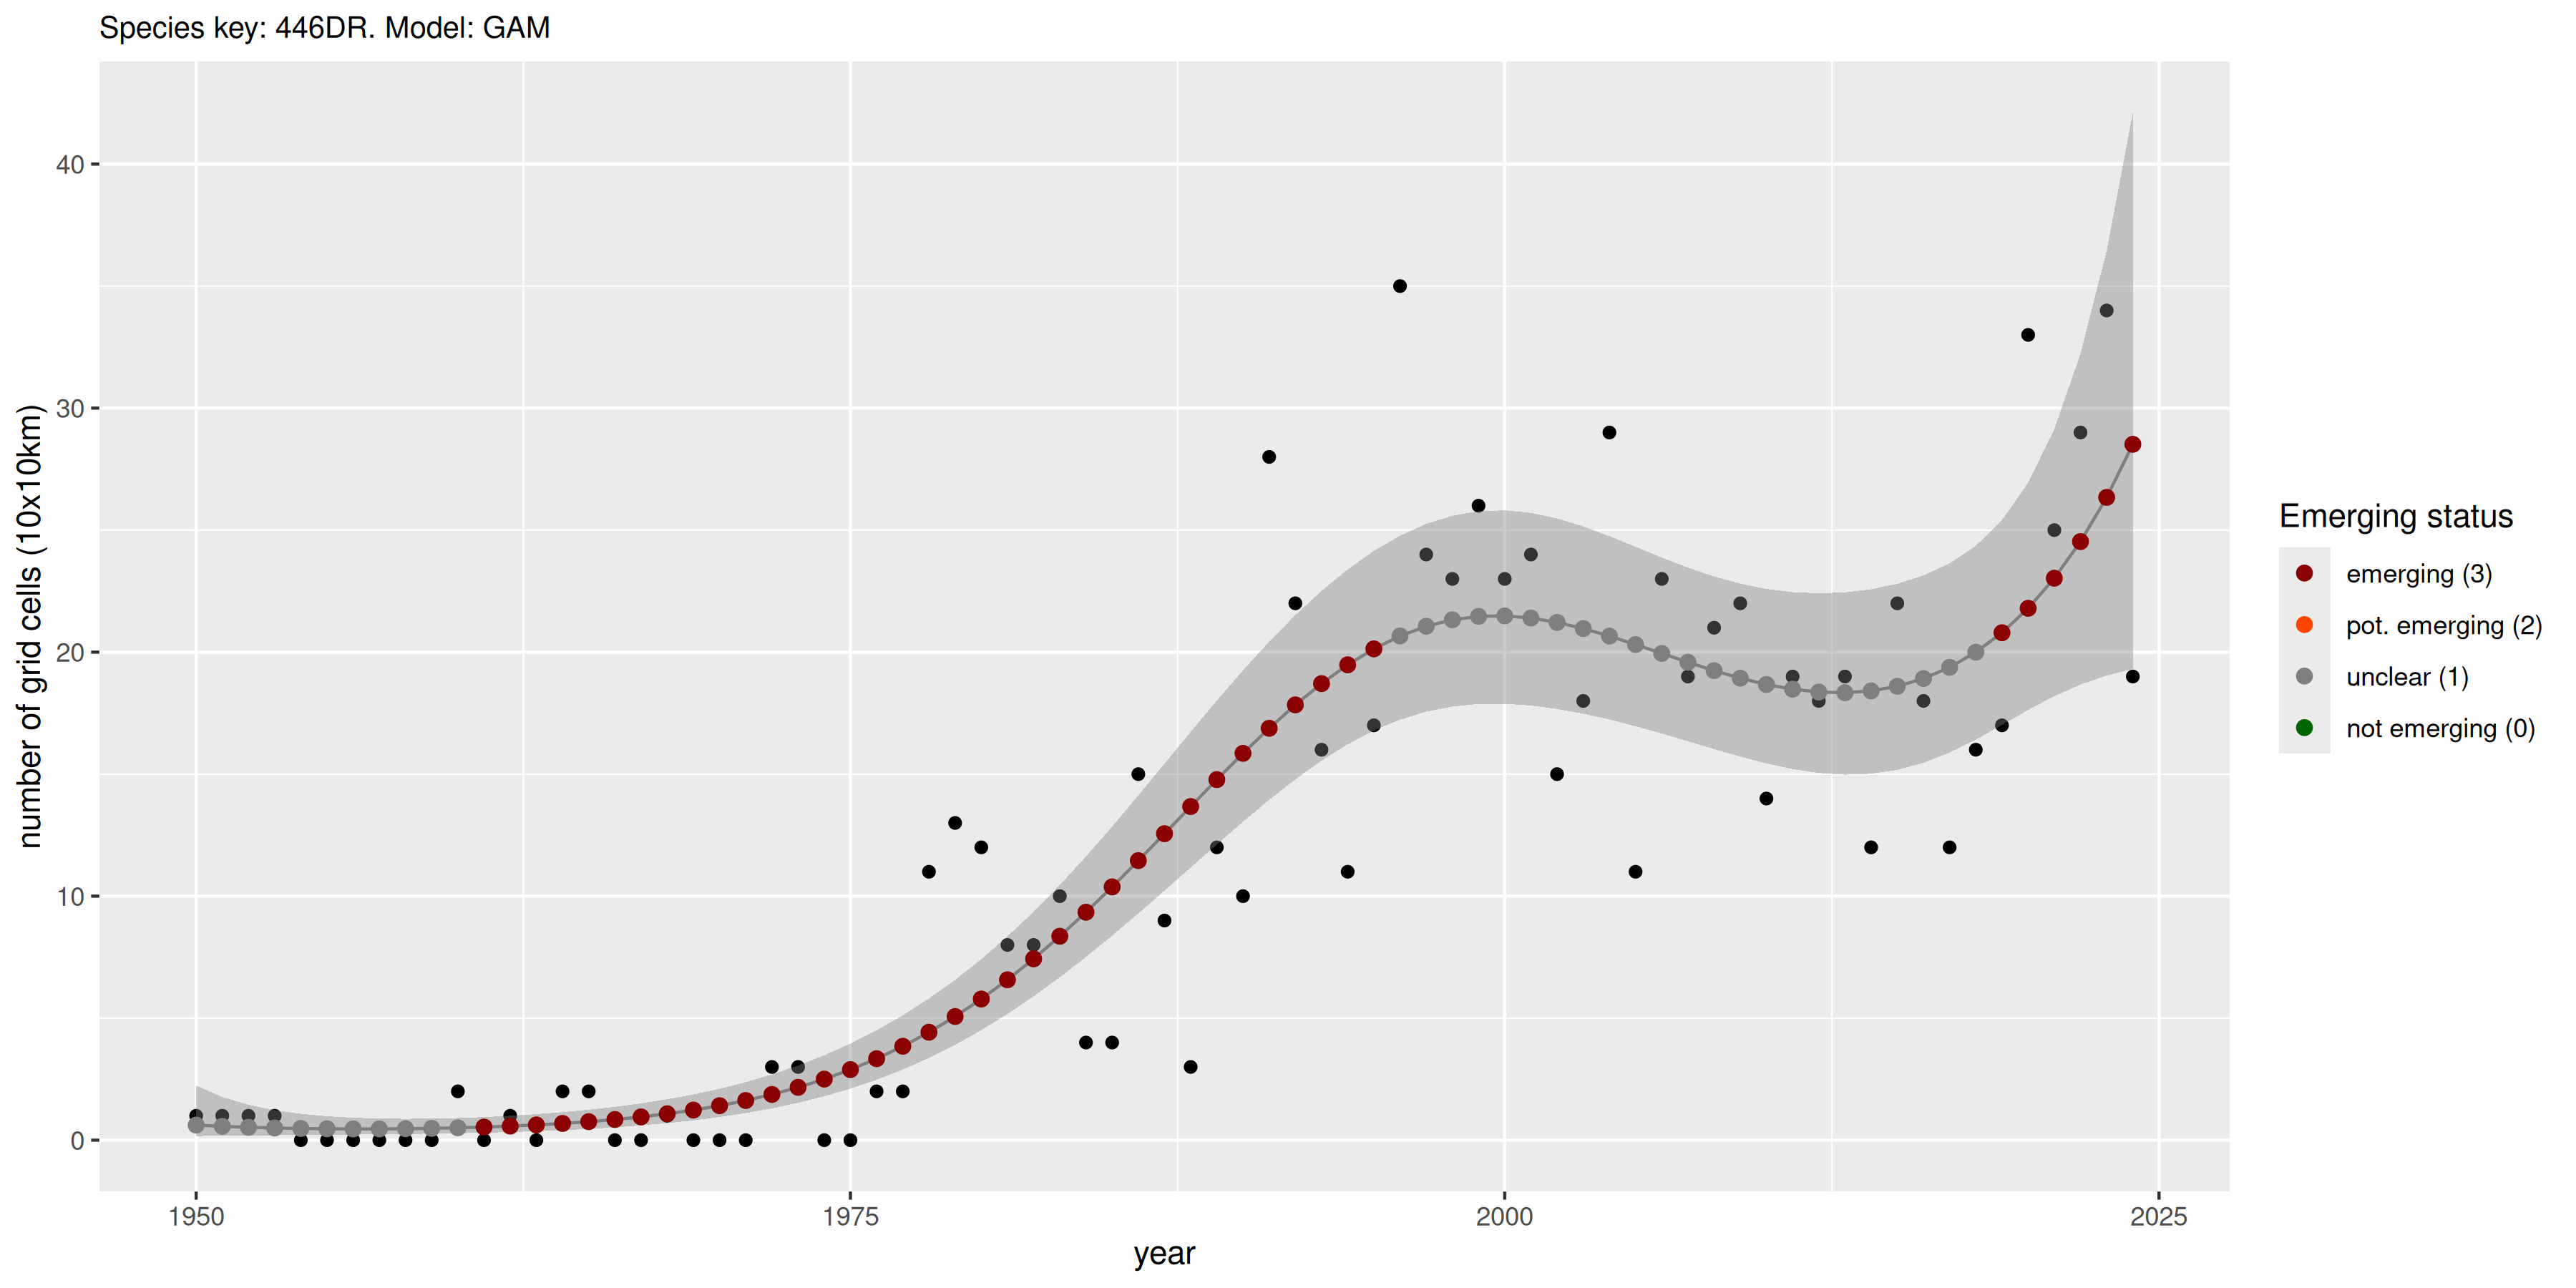 Species key: 446DR. Model: GAM
number of grid cells (10x10km)
40
30
20
10
0
1950
1975
2000
2025
year
Emerging status
emerging (3)
pot. emerging (2)
unclear (1)
not emerging (0)